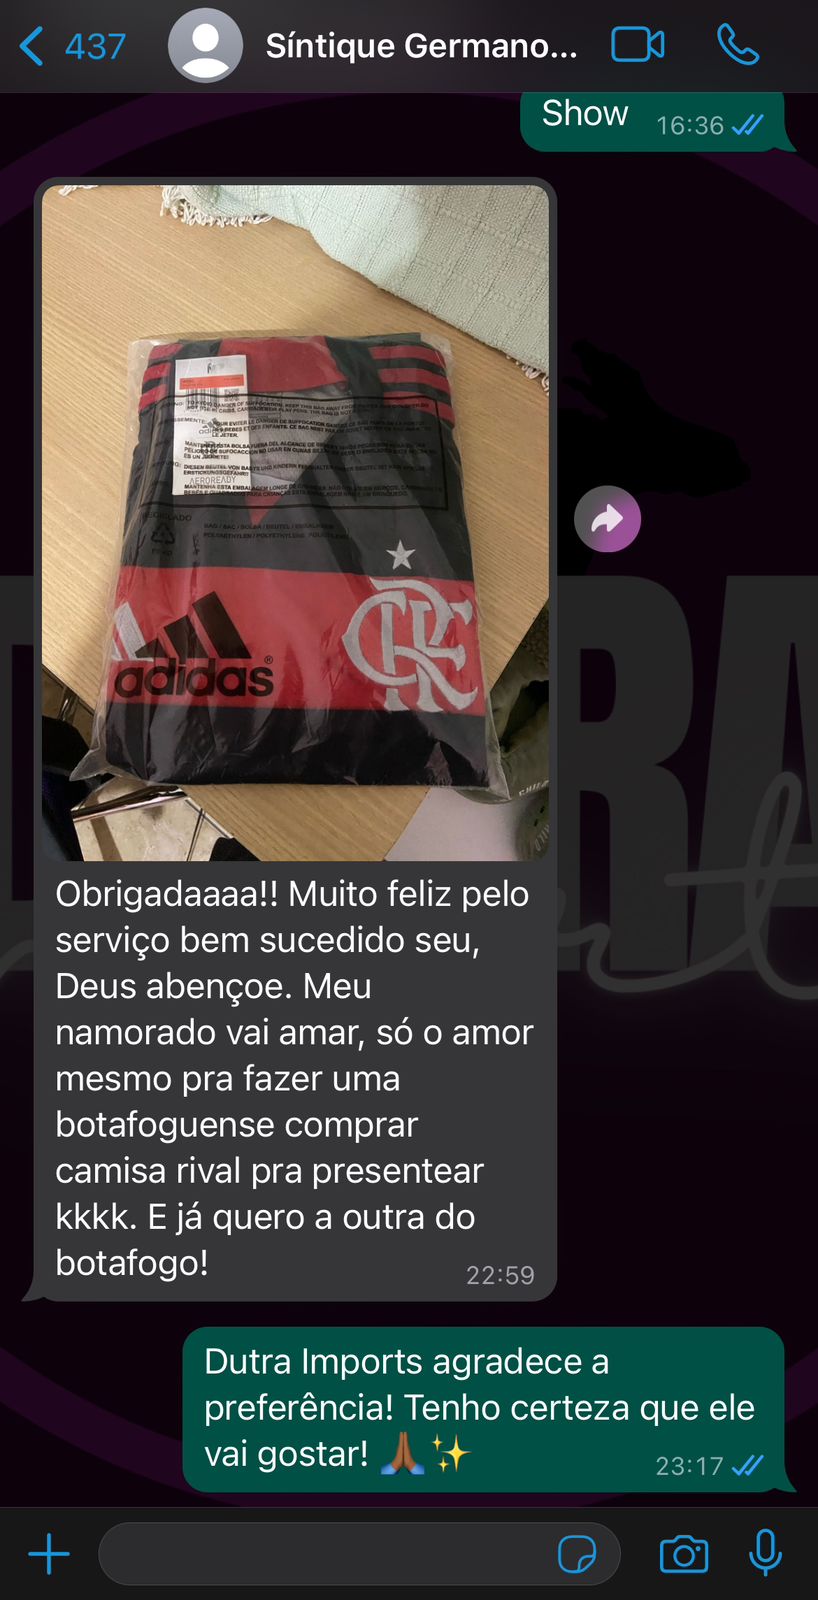 437
Síntique Germano...
Show
16:36
AEROREADY
adidas
Obrigadaaaa!! Muito feliz pelo
serviço bem sucedido seu,
Deus abençoe. Meu
namorado vai amar, só o amor
mesmo pra fazer uma
botafoguense comprar
camisa rival pra presentear
kkkk. E já quero a outra do
botafogo!
22:59
Dutra Imports agradece a
preferência! Tenho certeza que ele
vai gostar! 🙏🏾✨
23:17